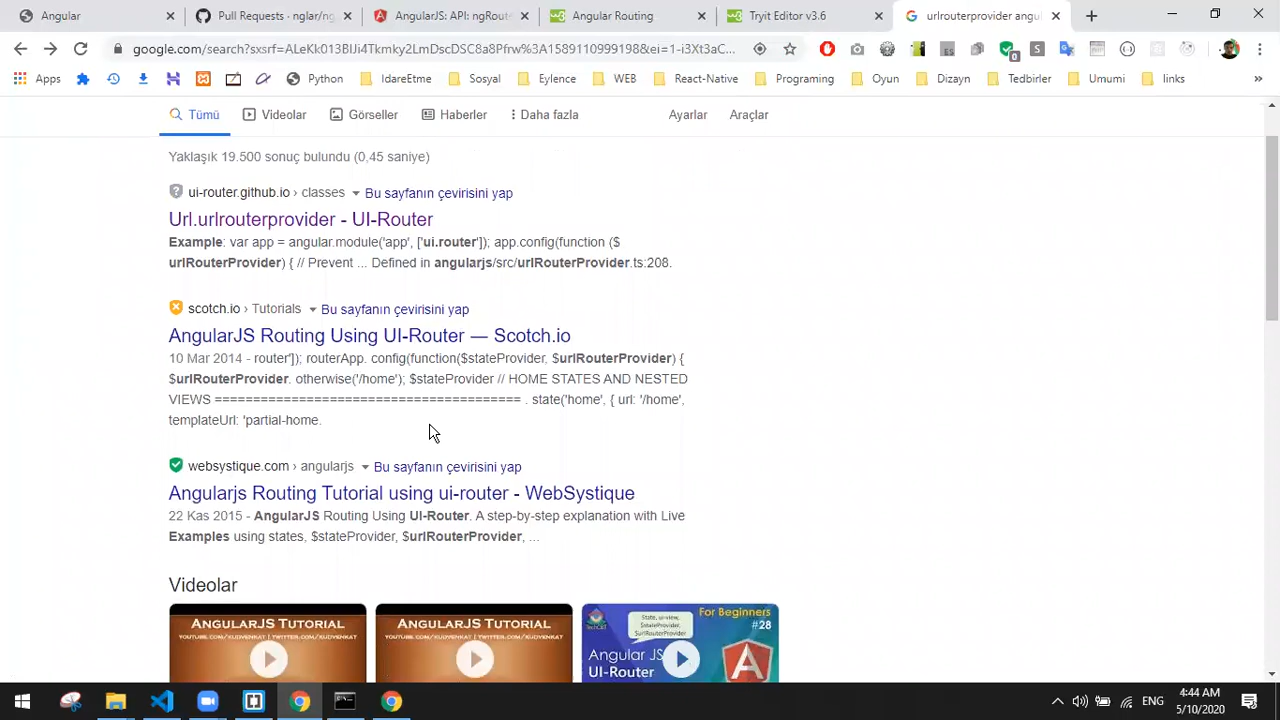 Angular
Pull Requests · nglar/ng
AngularJS: API: ngRoute
Angular Routing
Tryit Editor v3.6
urlrouterprovider angul
google.com/search?sxsrf=ALeKk013BIJi4Tkmky2LmDscDSC8a8Pfrw%3A1589110999198&ei=1-i3Xt3aC...
Apps
Python
IdareEtme
Sosyal
Eylence
WEB
React-Native
Programing
Oyun
Dizayn
Tedbirler
Umumi
links
Tümü
Videolar
Görseller
Haberler
Daha fazla
Ayarlar
Araçlar
Yaklaşık 19.500 sonuç bulundu (0,45 saniye)
ui-router.github.io › classes Bu sayfanın çevirisini yap
Url.urlrouterprovider - UI-Router
Example: var app = angular.module('app', ['ui.router']); app.config(function ($
urlRouterProvider) { // Prevent ... Defined in angularjs/src/urlRouterProvider.ts:208.
scotch.io › Tutorials Bu sayfanın çevirisini yap
AngularJS Routing Using UI-Router — Scotch.io
10 Mar 2014 - router']); routerApp. config(function($stateProvider, $urlRouterProvider) {
$urlRouterProvider. otherwise('/home'); $stateProvider // HOME STATES AND NESTED
VIEWS ======================================== . state('home', { url: '/home',
templateUrl: 'partial-home.
websystique.com › angularjs Bu sayfanın çevirisini yap
Angularjs Routing Tutorial using ui-router - WebSystique
22 Kas 2015 - AngularJS Routing Using UI-Router. A step-by-step explanation with Live
Examples using states, $stateProvider, $urlRouterProvider, ...
Videolar
ANGULARJS TUTORIAL
YOUTUBE.COM/KUDVENKAT | TWITTER.COM/KUDVENKAT
ANGULARJS TUTORIAL
YOUTUBE.COM/KUDVENKAT | TWITTER.COM/KUDVENKAT
State, ui-view,
$stateProvider,
$urlRouterProvider
For Beginners
#28
Angular JS
UI-Router
ENG
4:44 AM
5/10/2020